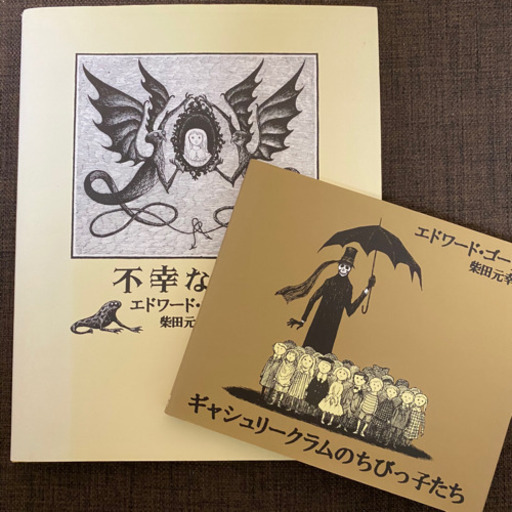 不幸な
エドワード・
柴田元
エドワード・ゴー
柴田元幸
ギャシュリークラムのちびっ子たち